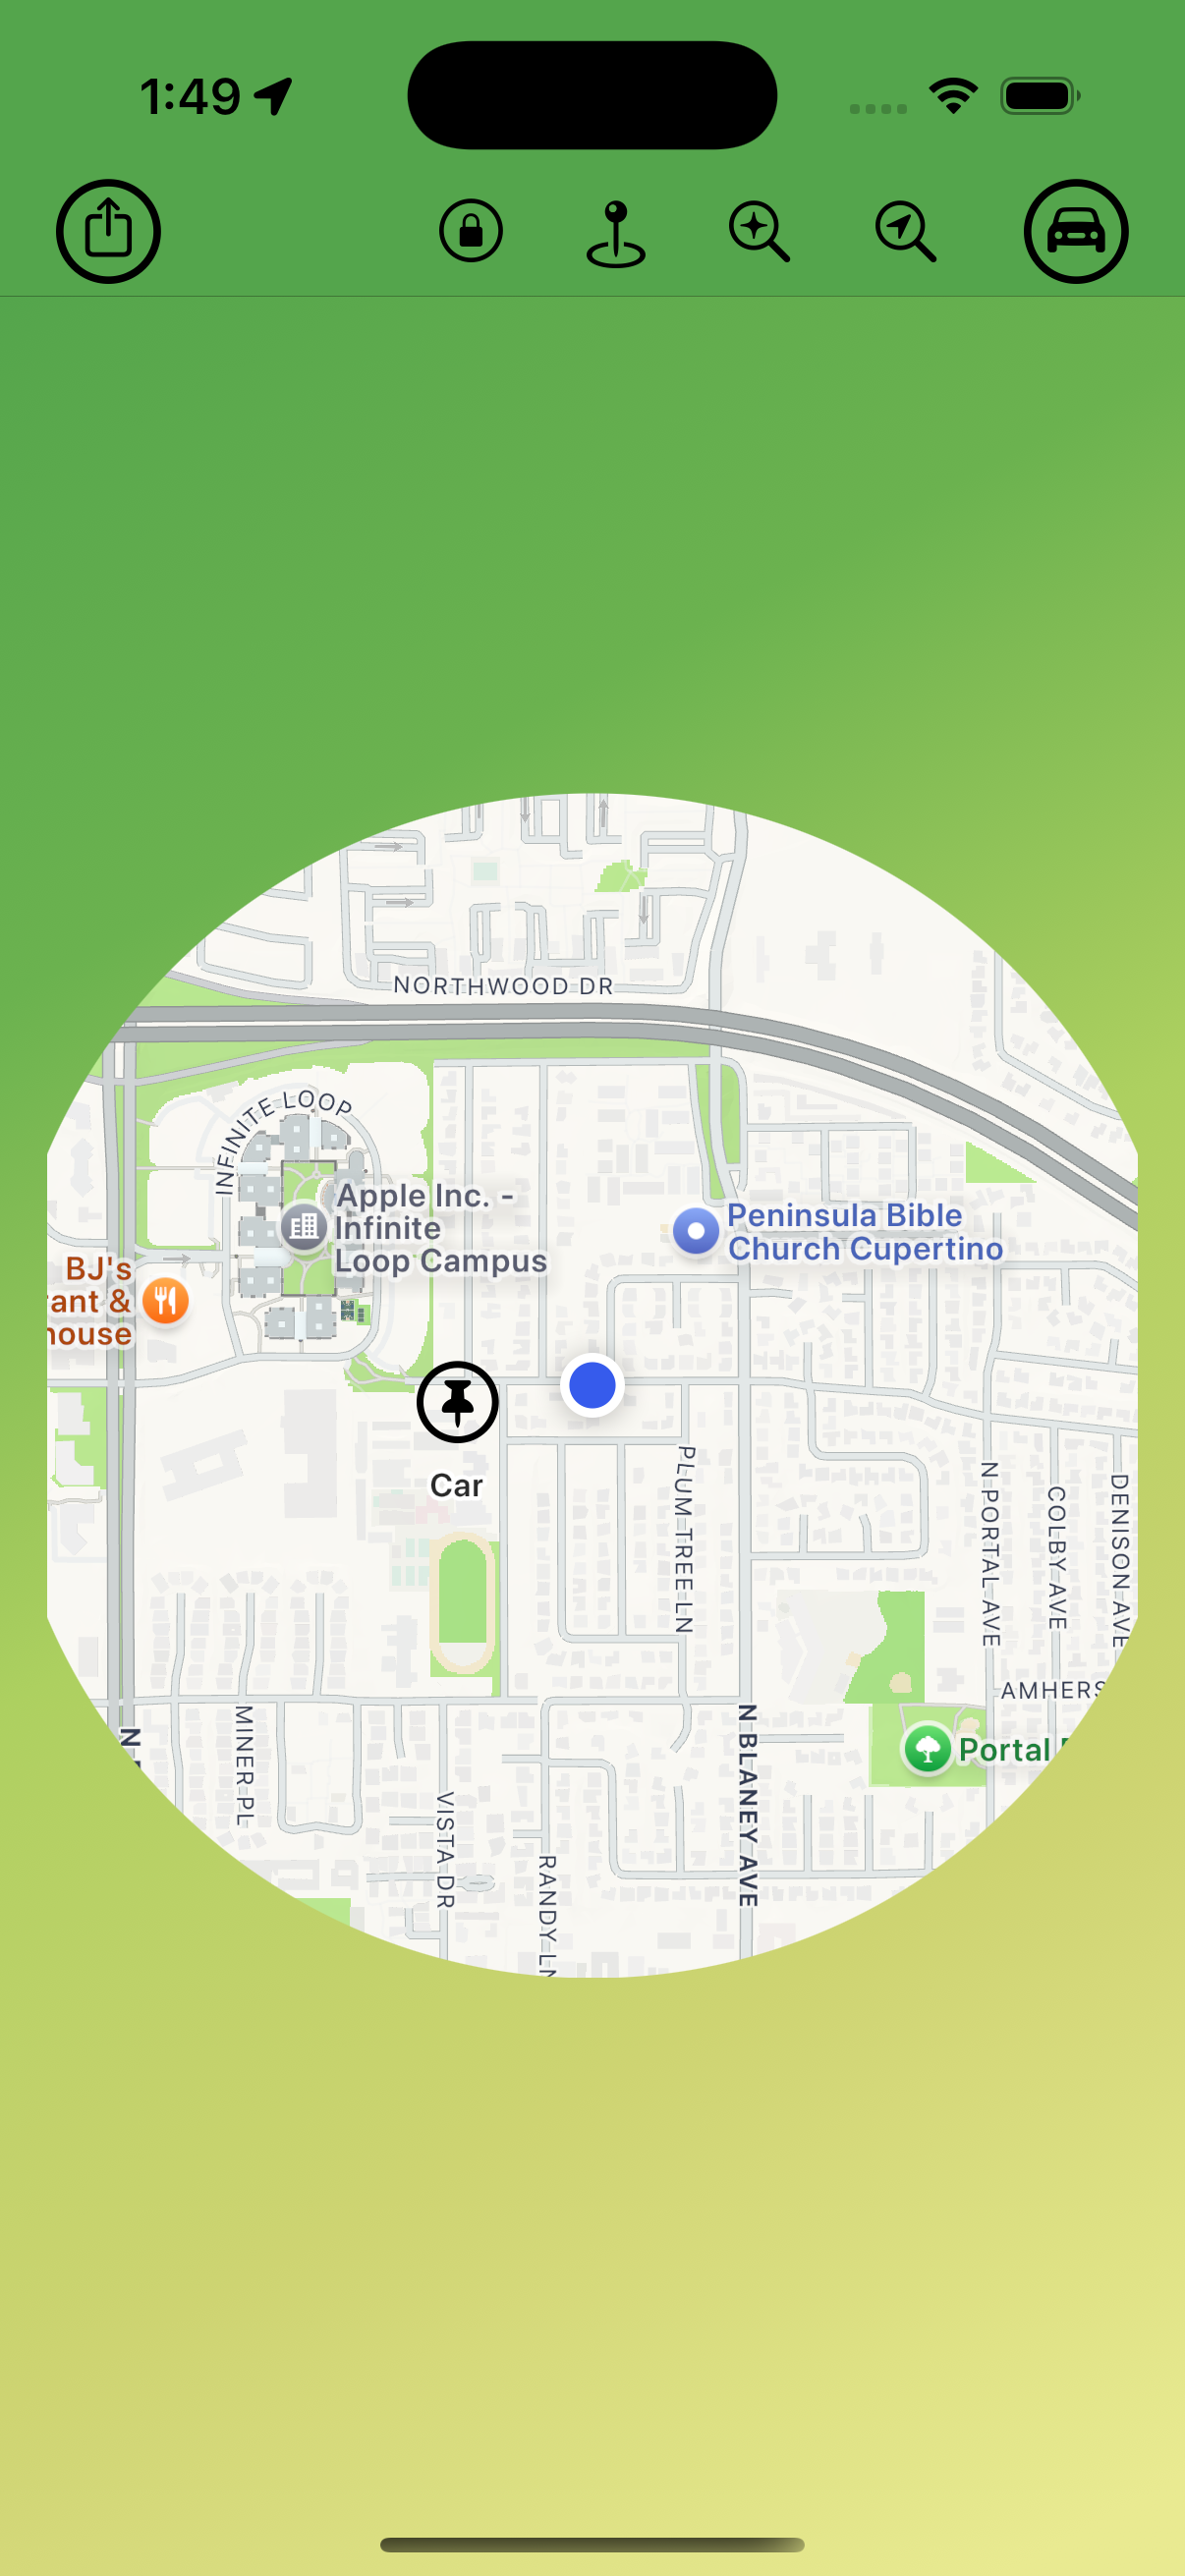 1:49
NORTHWOOD DR
INFINITE LOOP
Apple Inc. -
Infinite
Loop Campus
Peninsula Bible
Church Cupertino
BJ's
ant &
house
Car
PLUM TREE LN
N PORTAL AVE
COLBY AVE
DENISON AVE
AMHERS
N
MINER PL
N BLANEY AVE
Portal
VISTA DR
RANDY LN